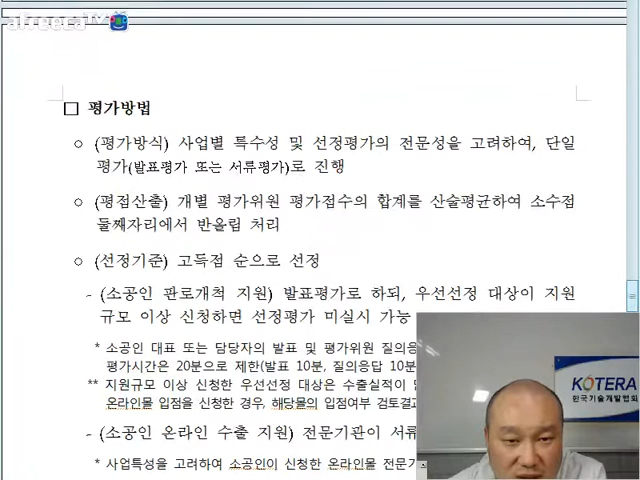 afreecaTV
□ 평가방법
○ (평가방식) 사업별 특수성 및 선정평가의 전문성을 고려하여, 단일
평가(발표평가 또는 서류평가)로 진행
○ (평점산출) 개별 평가위원 평가점수의 합계를 산술평균하여 소수점
둘째자리에서 반올림 처리
○ (선정기준) 고득점 순으로 선정
- (소공인 판로개척 지원) 발표평가로 하되, 우선선정 대상이 지원
규모 이상 신청하면 선정평가 미실시 가능
* 소공인 대표 또는 담당자의 발표 및 평가위원 질의응
평가시간은 20분으로 제한(발표 10분, 질의응답 10분
** 지원규모 이상 신청한 우선선정 대상은 수출실적이
온라인몰 입점을 신청한 경우, 해당몰의 입점여부 검토결과
- (소공인 온라인 수출 지원) 전문기관이 서류
* 사업특성을 고려하여 소공인이 신청한 온라인몰 전문기
KOTERA
한국기술개발협회